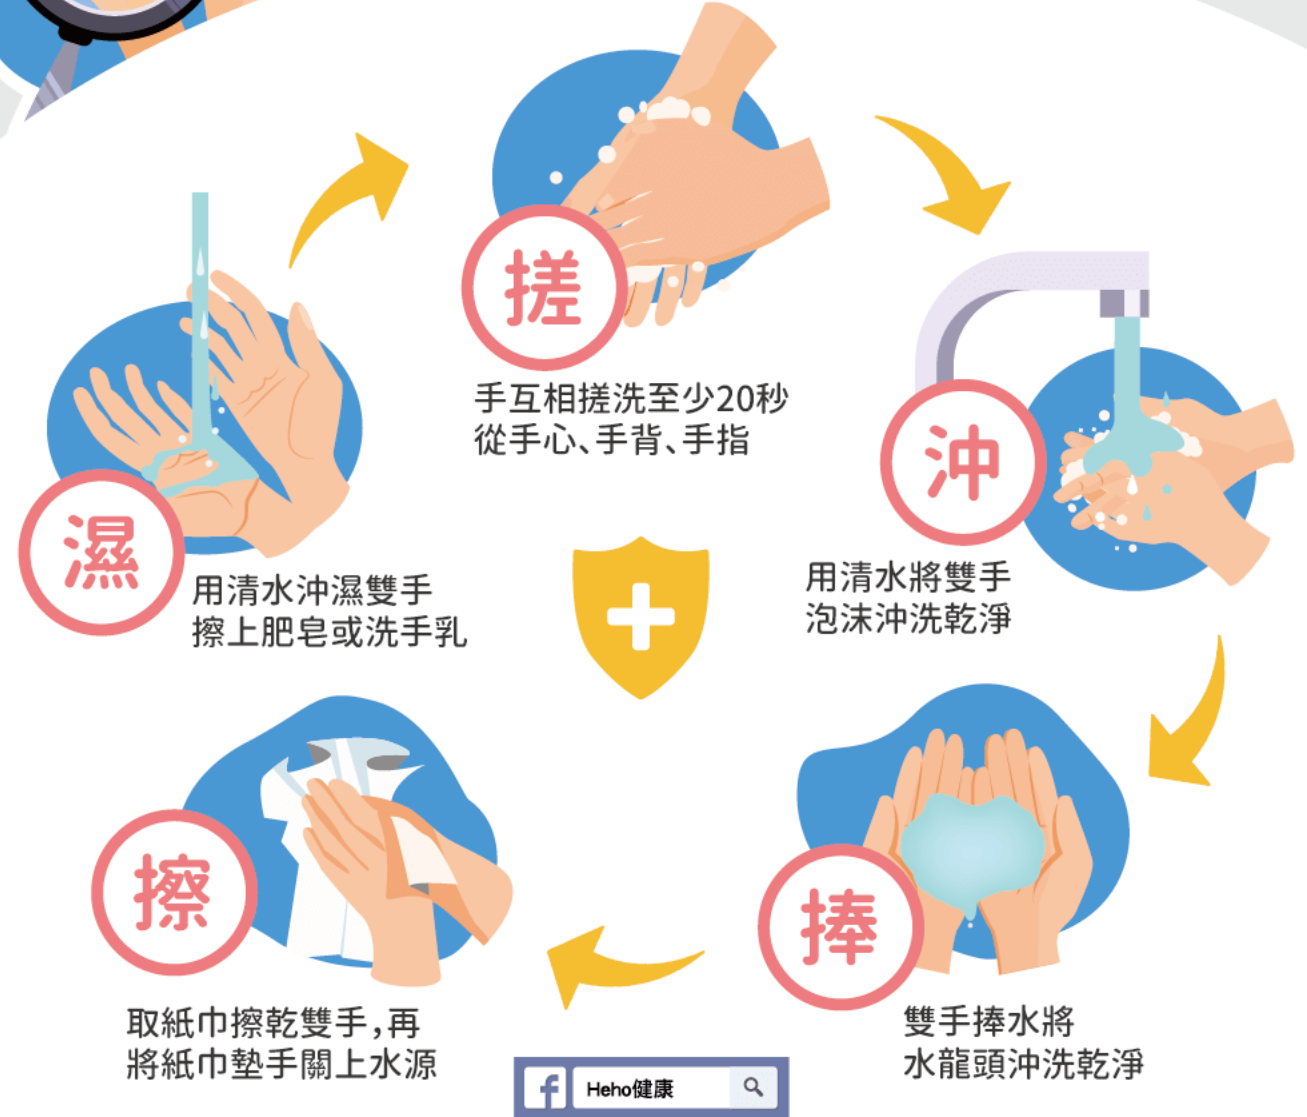 濕
用清水沖濕雙手
擦上肥皂或洗手乳
搓
手互相搓洗至少20秒
從手心、手背、手指
沖
用清水將雙手
泡沫沖洗乾淨
捧
雙手捧水將
水龍頭沖洗乾淨
擦
取紙巾擦乾雙手,再
將紙巾墊手關上水源
f Heho健康